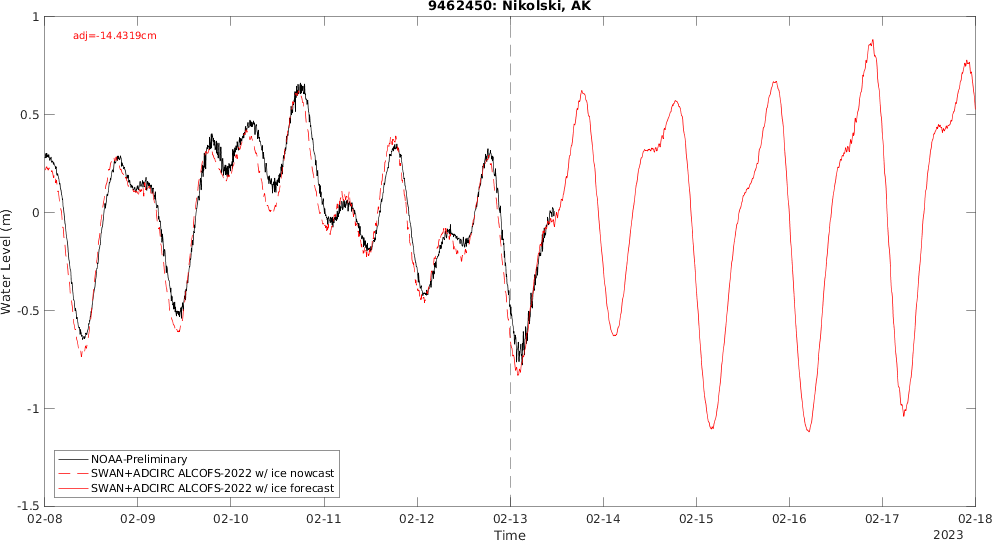 9462450: Nikolski, AK
adj=-14.4319cm
Water Level (m)
1
0.5
0
-0.5
-1
-1.5
NOAA-Preliminary
SWAN+ADCIRC ALCOFS-2022 w/ ice nowcast
SWAN+ADCIRC ALCOFS-2022 w/ ice forecast
02-08 02-09 02-10 02-11 02-12 02-13 02-14 02-15 02-16 02-17 02-18
Time
2023